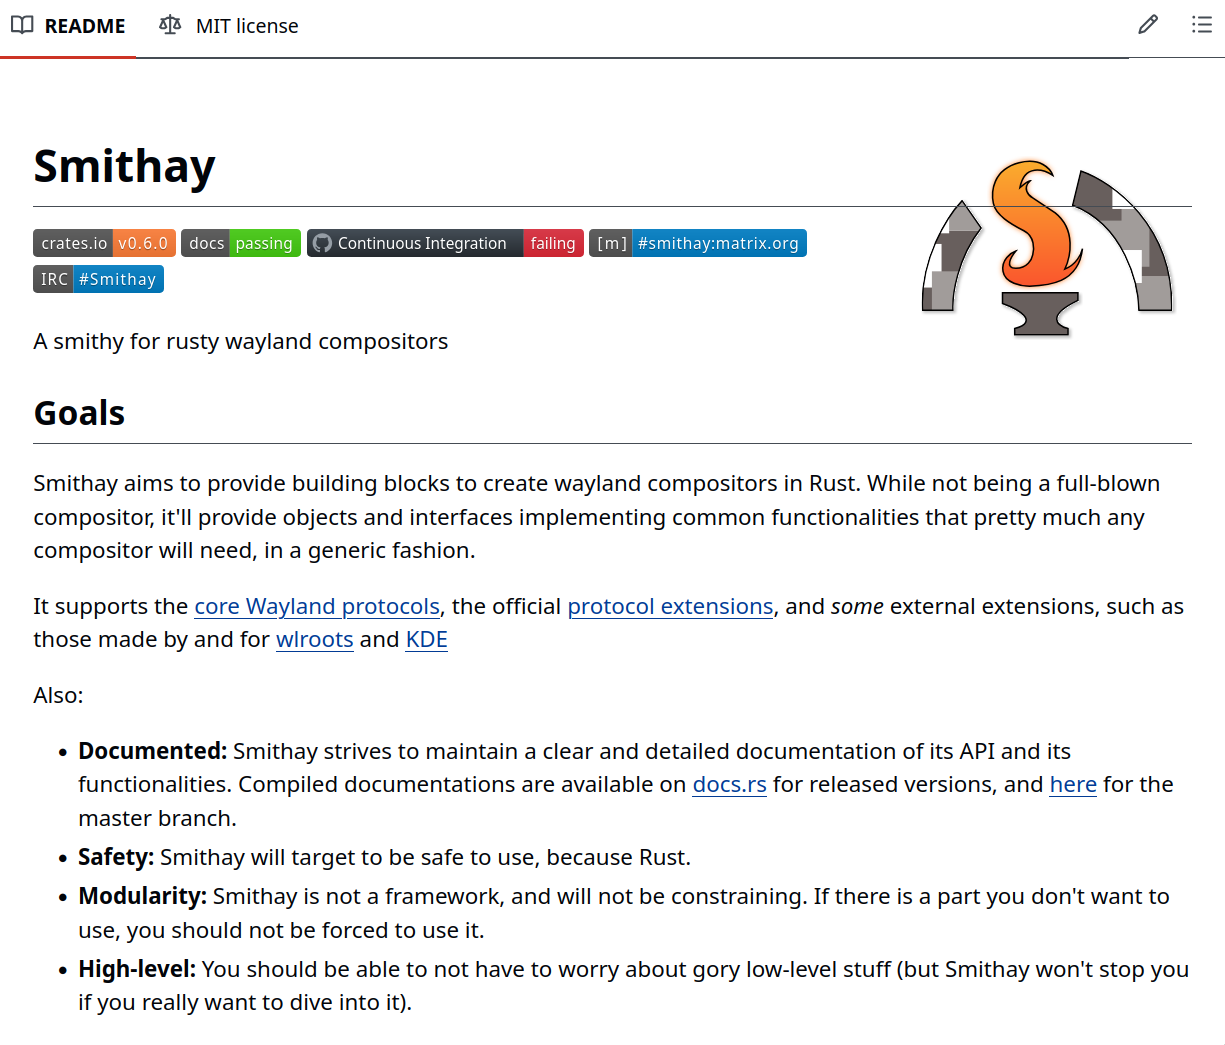 README MIT license
Smithay
crates.io v0.6.0 docs passing Continuous Integration failing [m] #smithay:matrix.org
IRC #Smithay
A smithy for rusty wayland compositors
Goals
Smithay aims to provide building blocks to create wayland compositors in Rust. While not being a full-blown
compositor, it'll provide objects and interfaces implementing common functionalities that pretty much any
compositor will need, in a generic fashion.
It supports the core Wayland protocols, the official protocol extensions, and some external extensions, such as
those made by and for wlroots and KDE
Also:
• Documented: Smithay strives to maintain a clear and detailed documentation of its API and its
functionalities. Compiled documentations are available on docs.rs for released versions, and here for the
master branch.
• Safety: Smithay will target to be safe to use, because Rust.
• Modularity: Smithay is not a framework, and will not be constraining. If there is a part you don't want to
use, you should not be forced to use it.
• High-level: You should be able to not have to worry about gory low-level stuff (but Smithay won't stop you
if you really want to dive into it).